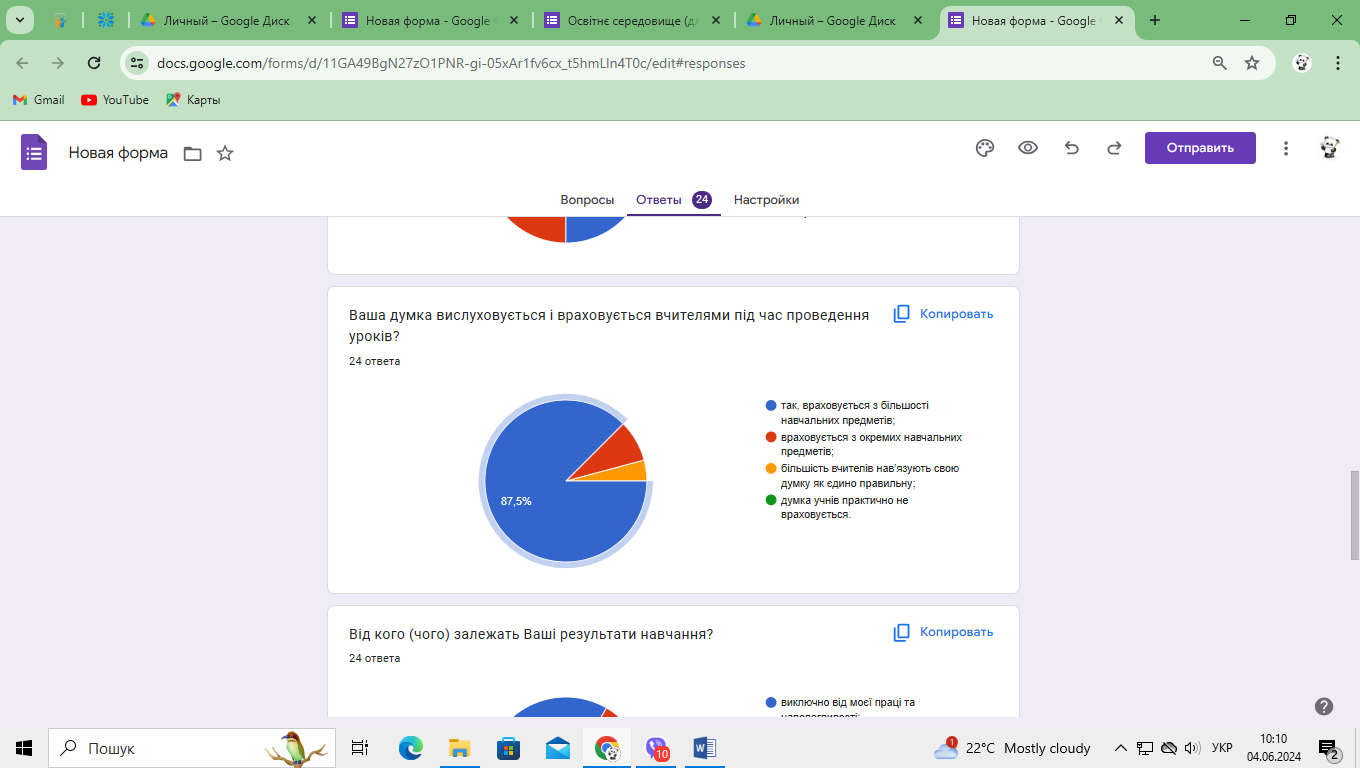 Личный – Google Диск
Новая форма - Google
Освітнє середовище (д
Личный – Google Диск
Новая форма - Google
docs.google.com/forms/d/11GA49BgN27zO1PNR-gi-05xAr1fv6cx_t5hmLln4T0c/edit#responses
Gmail
YouTube
Карты
Новая форма
Отправить
Вопросы
Ответы 24
Настройки
Ваша думка вислуховується і враховується вчителями під час проведення
уроків?
Копировать
24 ответа
87,5%
так, враховується з більшості
навчальних предметів;
враховується з окремих навчальних
предметів;
більшість вчителів нав'язують свою
думку як єдино правильну;
думка учнів практично не
враховується.
Від кого (чого) залежать Ваші результати навчання?
Копировать
24 ответа
виключно від моєї праці та
Пошук
10
1
22°C Mostly cloudy
УКР
10:10
04.06.2024
2